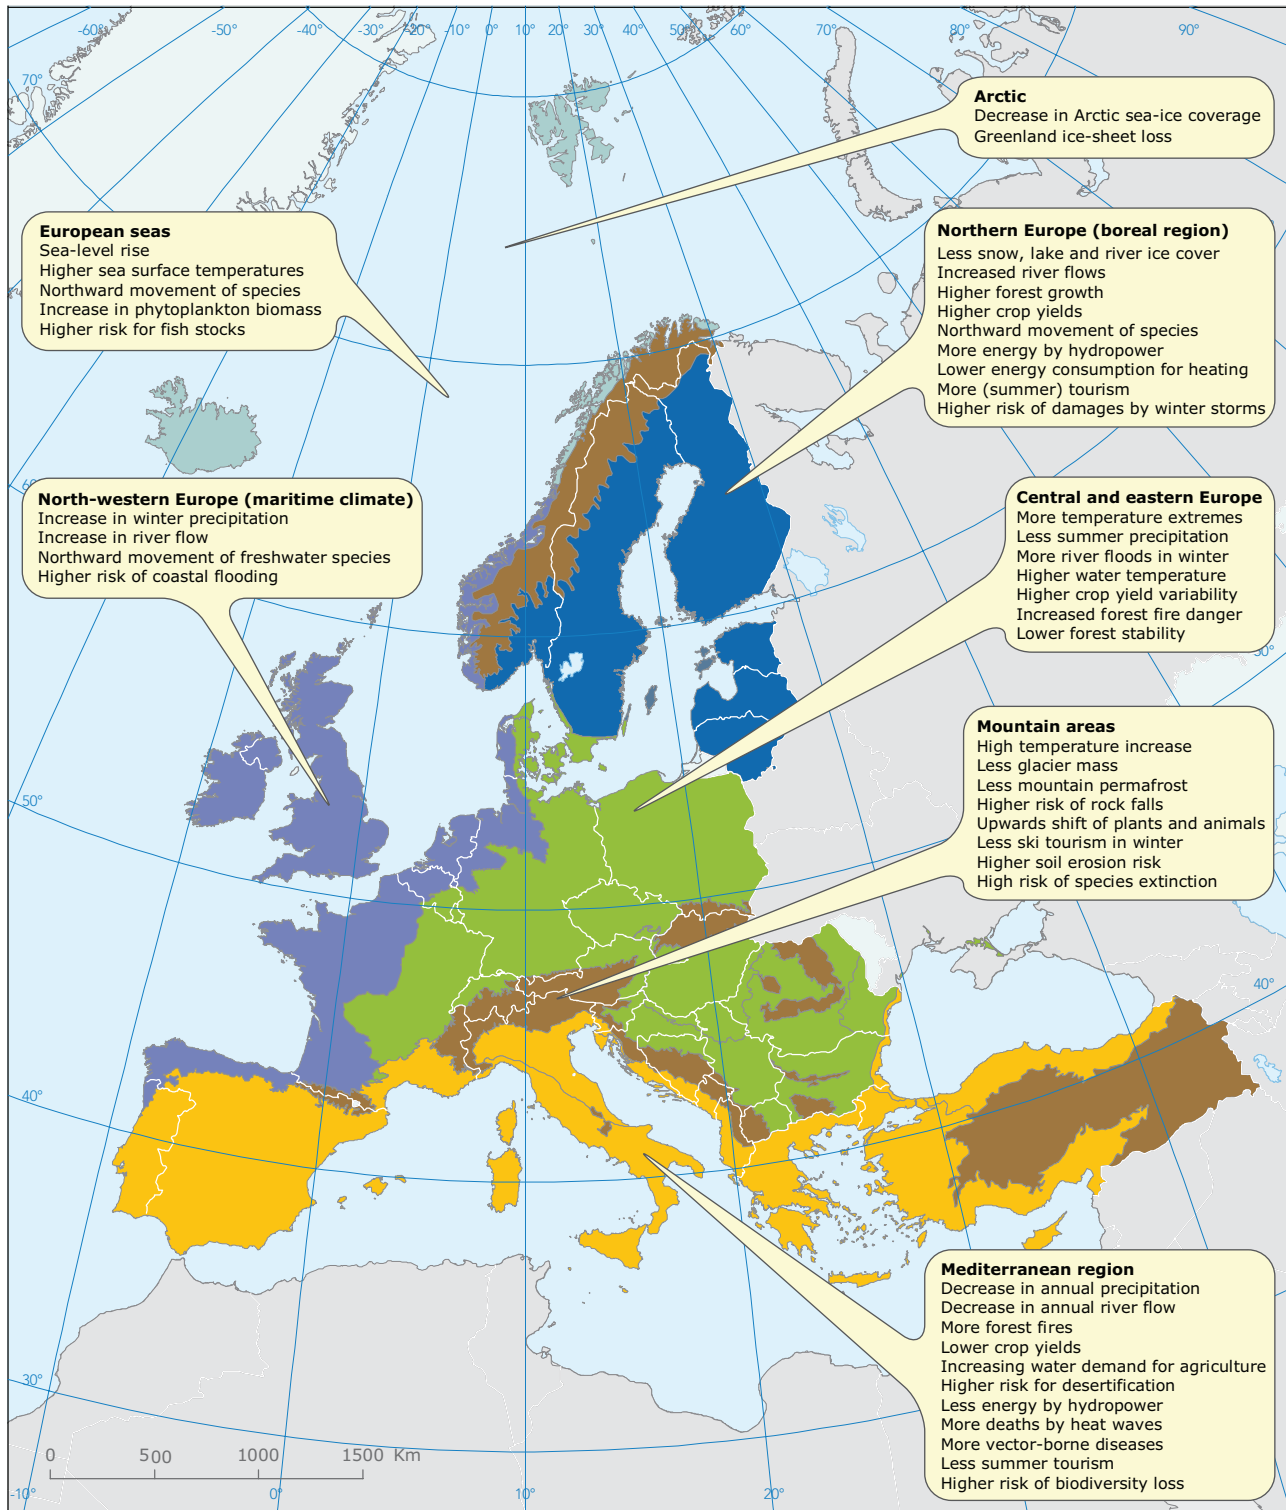 -60°
-50°
-40°
-30°
-20°
-10°
0°
10°
20°
30°
40°
50°
60°
70°
80°
90°
70°
Arctic
Decrease in Arctic sea-ice coverage
Greenland ice-sheet loss
European seas
Sea-level rise
Higher sea surface temperatures
Northward movement of species
Increase in phytoplankton biomass
Higher risk for fish stocks
Northern Europe (boreal region)
Less snow, lake and river ice cover
Increased river flows
Higher forest growth
Higher crop yields
Northward movement of species
More energy by hydropower
Lower energy consumption for heating
More (summer) tourism
Higher risk of damages by winter storms
North-western Europe (maritime climate)
Increase in winter precipitation
Increase in river flow
Northward movement of freshwater species
Higher risk of coastal flooding
Central and eastern Europe
More temperature extremes
Less summer precipitation
More river floods in winter
Higher water temperature
Higher crop yield variability
Increased forest fire danger
Lower forest stability
Mountain areas
High temperature increase
Less glacier mass
Less mountain permafrost
Higher risk of rock falls
Upwards shift of plants and animals
Less ski tourism in winter
Higher soil erosion risk
High risk of species extinction
50°
40°
40°
Mediterranean region
Decrease in annual precipitation
Decrease in annual river flow
More forest fires
Lower crop yields
Increasing water demand for agriculture
Higher risk for desertification
Less energy by hydropower
More deaths by heat waves
More vector-borne diseases
Less summer tourism
Higher risk of biodiversity loss
30°
0 500 1000 1500 Km
-10°
0°
10°
20°